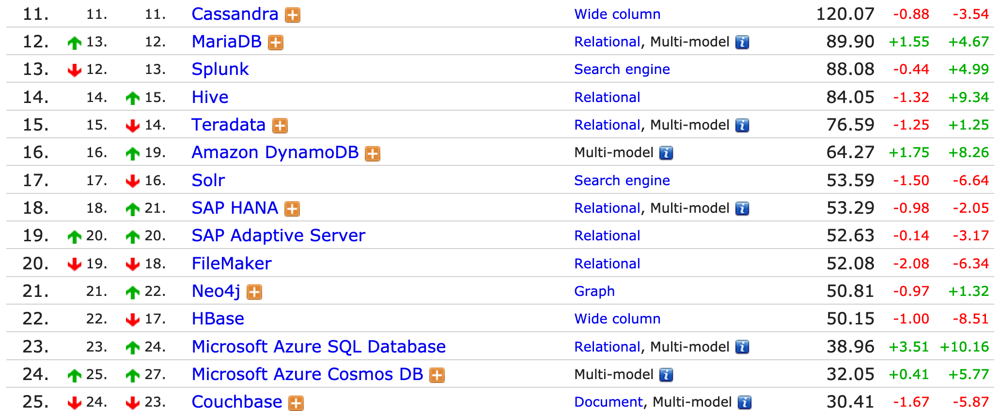 11. 11. 11. Cassandra Wide column 120.07 -0.88 -3.54
12. 13. 12. MariaDB Relational, Multi-model i 89.90 +1.55 +4.67
13. 12. 13. Splunk Search engine 88.08 -0.44 +4.99
14. 14. 15. Hive Relational 84.05 -1.32 +9.34
15. 15. 14. Teradata Relational, Multi-model i 76.59 -1.25 +1.25
16. 16. 19. Amazon DynamoDB Multi-model i 64.27 +1.75 +8.26
17. 17. 16. Solr Search engine 53.59 -1.50 -6.64
18. 18. 21. SAP HANA Relational, Multi-model i 53.29 -0.98 -2.05
19. 20. 20. SAP Adaptive Server Relational 52.63 -0.14 -3.17
20. 19. 18. FileMaker Relational 52.08 -2.08 -6.34
21. 21. 22. Neo4j Graph 50.81 -0.97 +1.32
22. 22. 17. HBase Wide column 50.15 -1.00 -8.51
23. 23. 24. Microsoft Azure SQL Database Relational, Multi-model i 38.96 +3.51 +10.16
24. 25. 27. Microsoft Azure Cosmos DB Multi-model i 32.05 +0.41 +5.77
25. 24. 23. Couchbase Document, Multi-model i 30.41 -1.67 -5.87